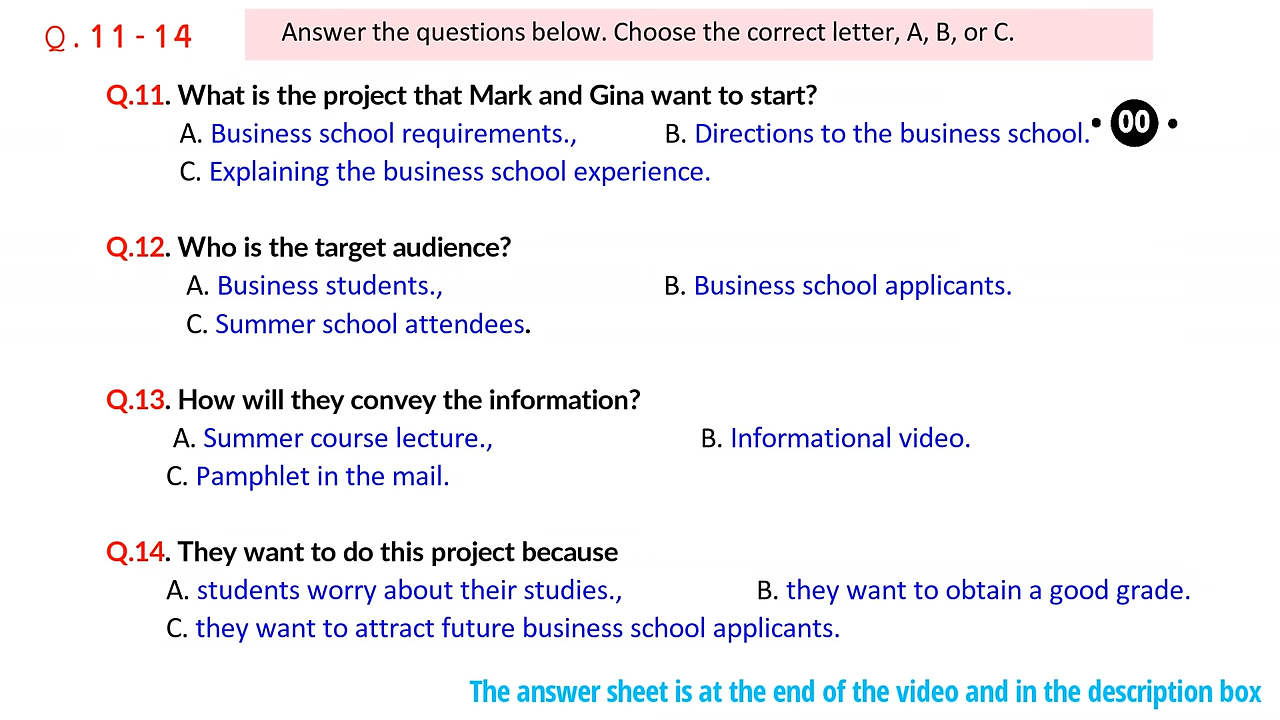 Q.11-14
Answer the questions below. Choose the correct letter, A, B, or C.
Q.11. What is the project that Mark and Gina want to start?
A. Business school requirements., B. Directions to the business school.
• 00 •
C. Explaining the business school experience.
Q.12. Who is the target audience?
A. Business students., B. Business school applicants.
C. Summer school attendees.
Q.13. How will they convey the information?
A. Summer course lecture., B. Informational video.
C. Pamphlet in the mail.
Q.14. They want to do this project because
A. students worry about their studies., B. they want to obtain a good grade.
C. they want to attract future business school applicants.
The answer sheet is at the end of the video and in the description box